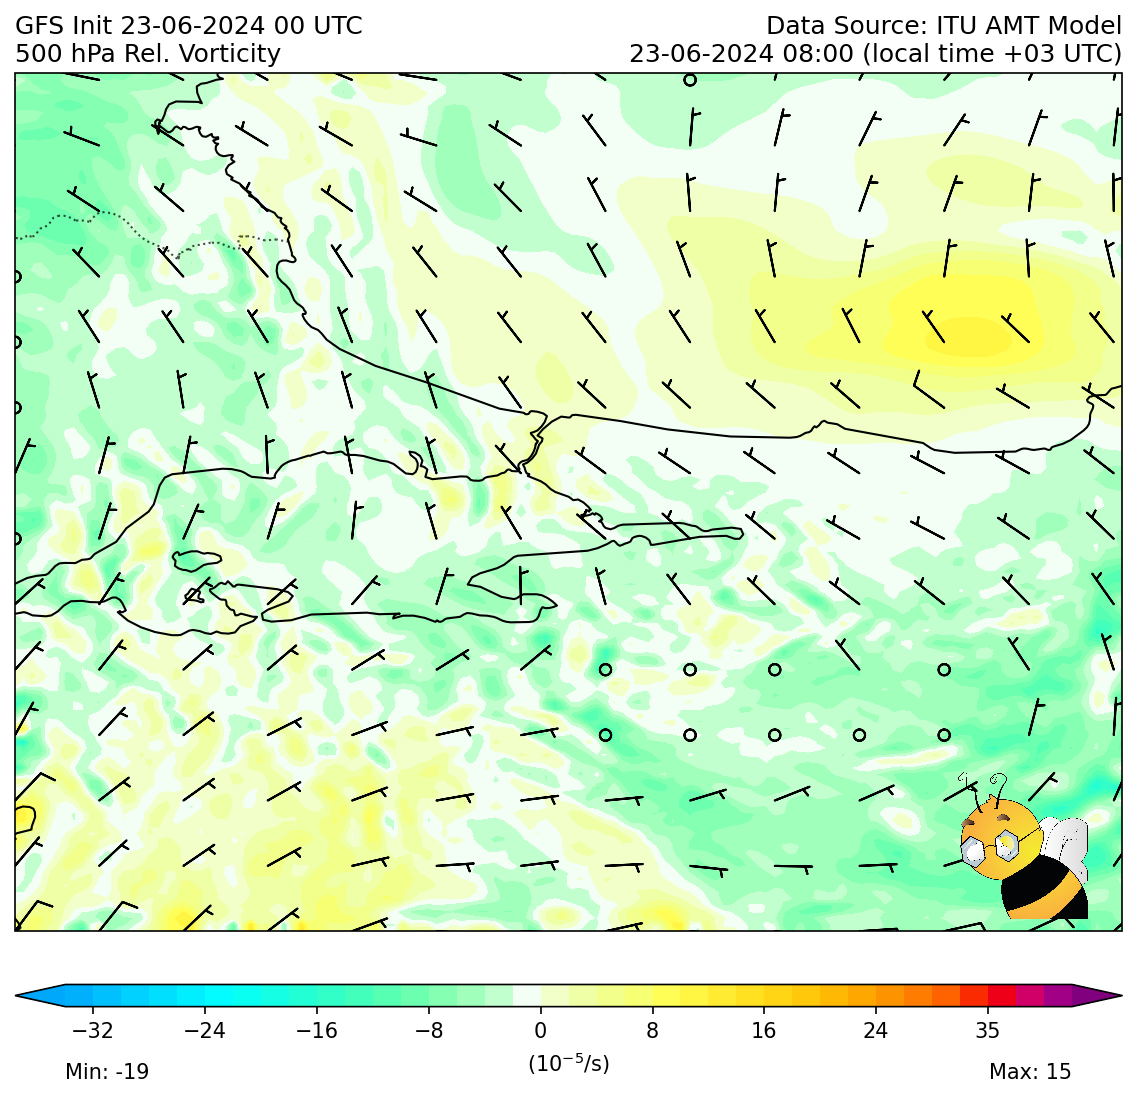 GFS Init 23-06-2024 00 UTC
Data Source: ITU AMT Model
500 hPa Rel. Vorticity
23-06-2024 08:00 (local time +03 UTC)
−32 −24 −16 −8 0 8 16 24 35
(10⁻⁵/s)
Min: -19
Max: 15